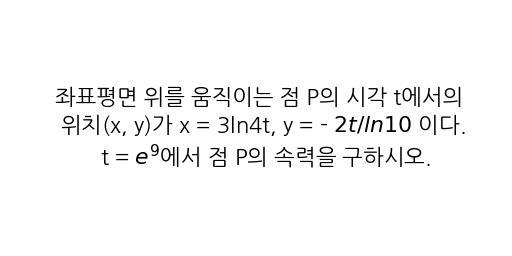 좌표평면 위를 움직이는 점 P의 시각 t에서의
위치(x, y)가 x = 3ln4t, y = - 2t/ln10 이다.
t = e⁹에서 점 P의 속력을 구하시오.